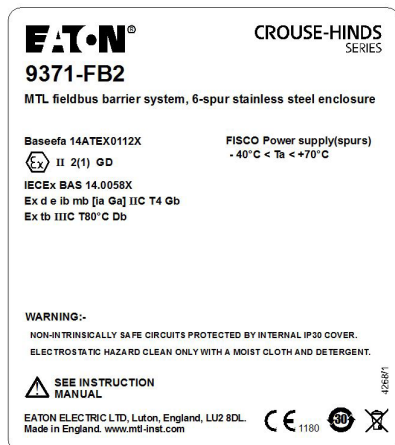 EATON®
CROUSE-HINDS
SERIES
9371-FB2
MTL fieldbus barrier system, 6-spur stainless steel enclosure
Baseefa 14ATEX0112X
Ex II 2(1) GD
IECEx BAS 14.0058X
Ex d e ib mb [ia Ga] IIC T4 Gb
Ex tb IIIC T80°C Db
FISCO Power supply(spurs)
- 40°C < Ta < +70°C
WARNING:-
NON-INTRINSICALLY SAFE CIRCUITS PROTECTED BY INTERNAL IP30 COVER.
ELECTROSTATIC HAZARD CLEAN ONLY WITH A MOIST CLOTH AND DETERGENT.
SEE INSTRUCTION
MANUAL
4268/1
EATON ELECTRIC LTD, Luton, England, LU2 8DL.
Made in England. www.mtl-inst.com
CE 1180
30